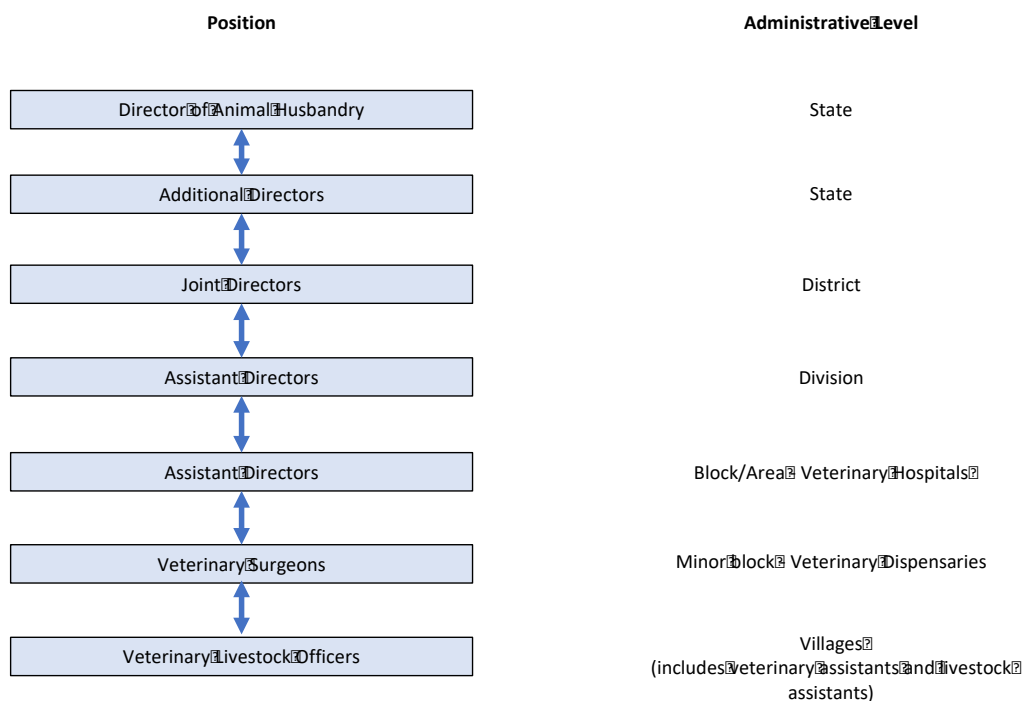 Position Administrative Level
Director of Animal Husbandry State
Additional Directors State
Joint Directors District
Assistant Directors Division
Assistant Directors Block/Area - Veterinary Hospitals
Veterinary Surgeons Minor block - Veterinary Dispensaries
Veterinary Livestock Officers Villages
(includes veterinary assistants and livestock
assistants)